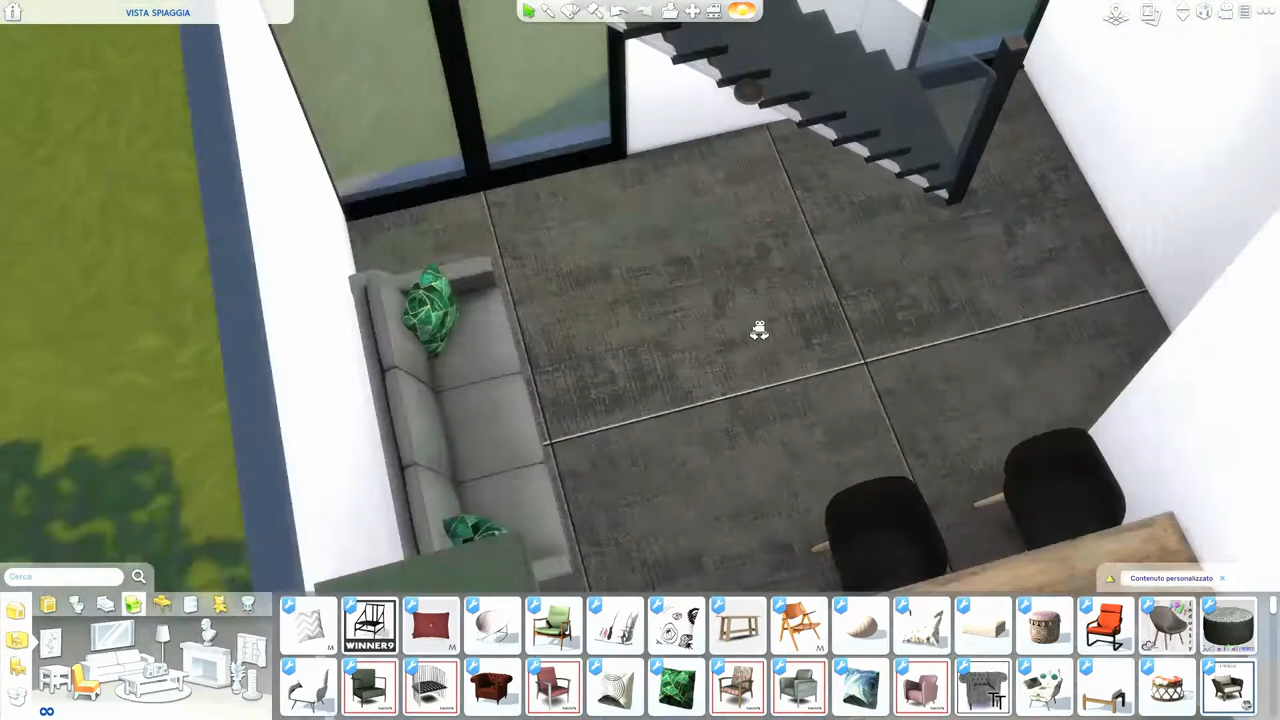 VISTA SPIAGGIA
Contenuto personalizzato
Cerca
M
WINNER9
M
M